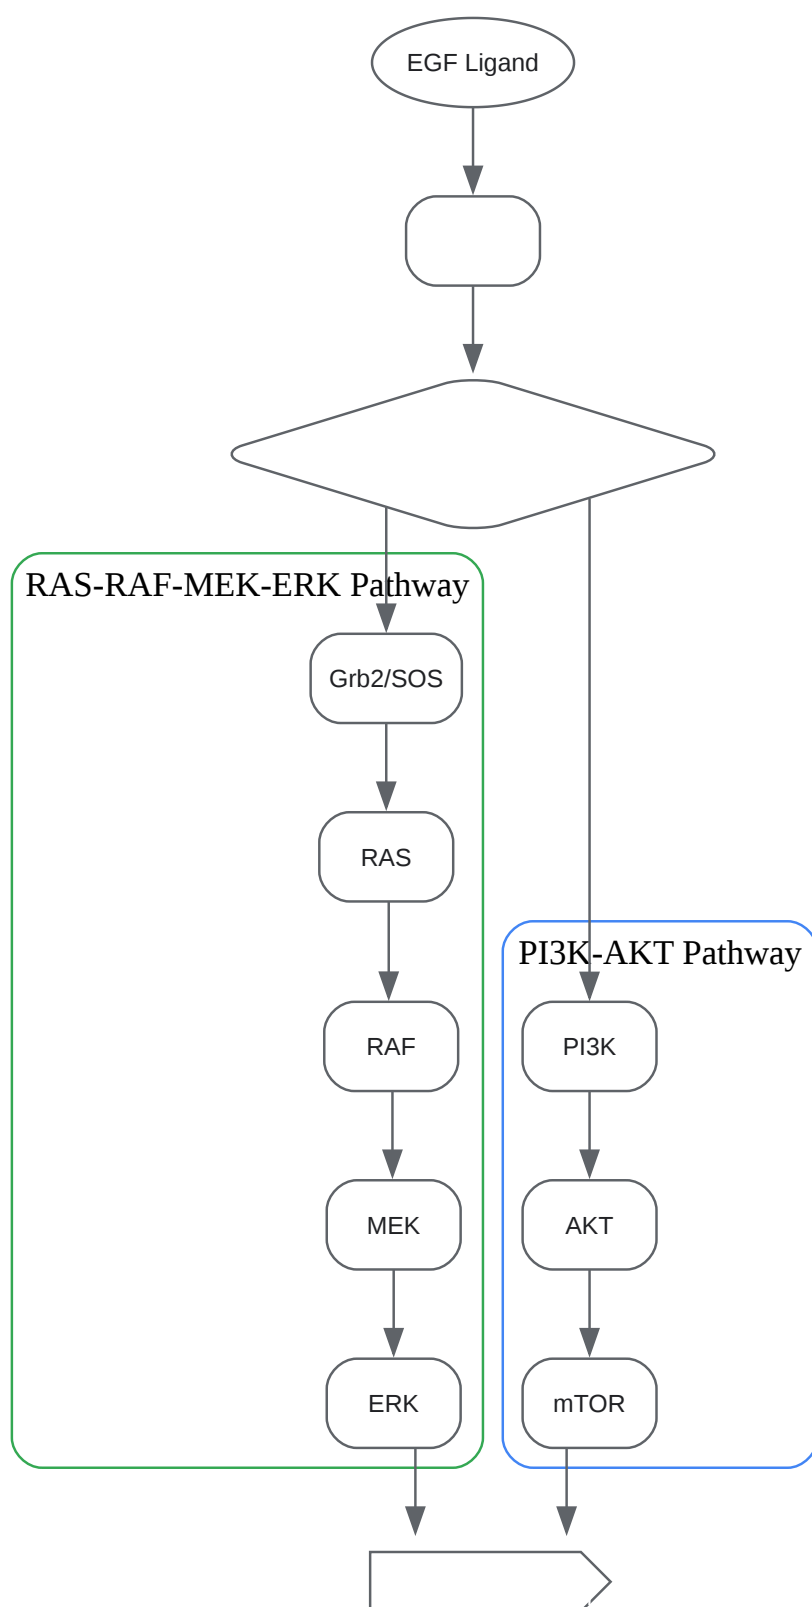 EGF Ligand
RAS-RAF-MEK-ERK Pathway
Grb2/SOS
RAS
RAF
MEK
ERK
PI3K-AKT Pathway
PI3K
AKT
mTOR